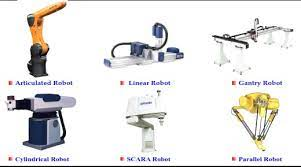 Articulated Robot
Linear Robot
Gantry Robot
Cylindrical Robot
SCARA Robot
Parallel Robot